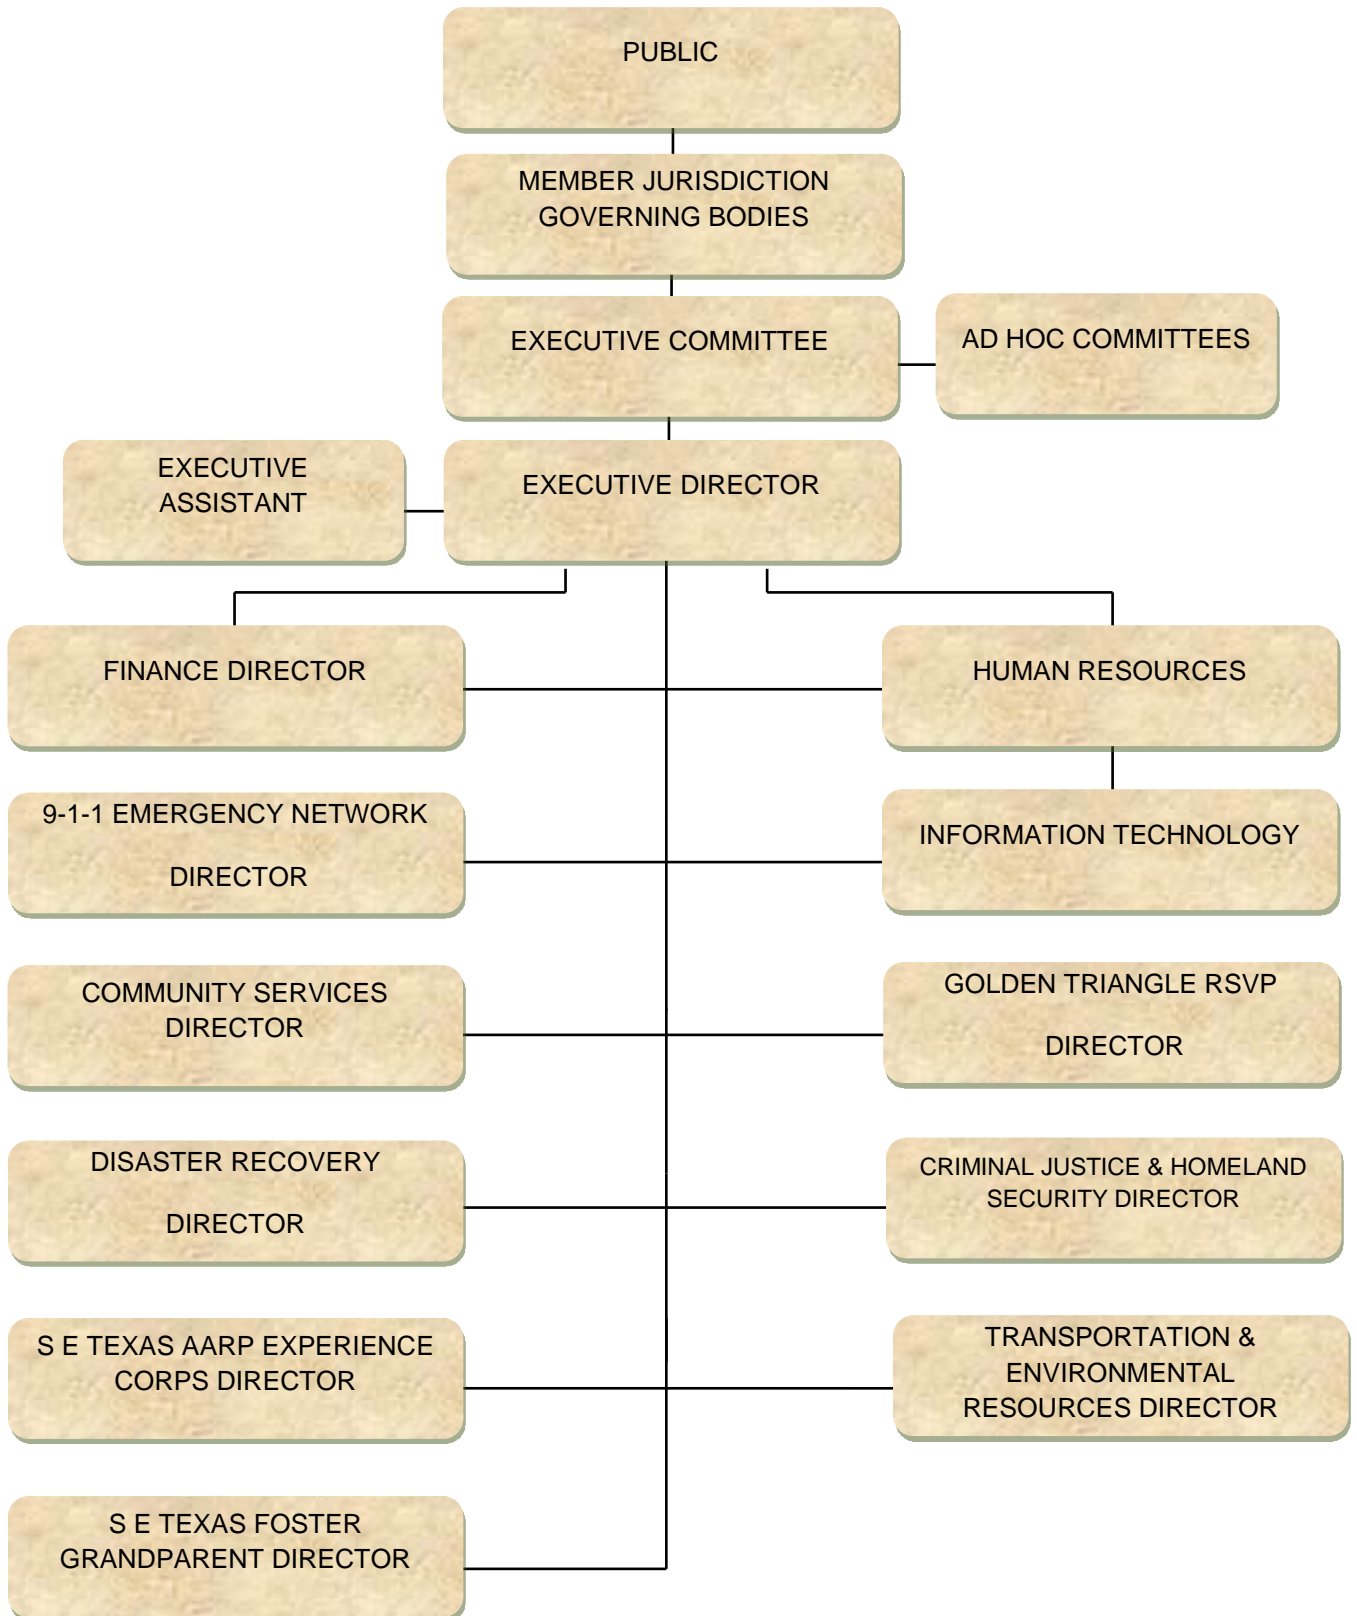 PUBLIC
MEMBER JURISDICTION
GOVERNING BODIES
EXECUTIVE COMMITTEE
AD HOC COMMITTEES
EXECUTIVE
ASSISTANT
EXECUTIVE DIRECTOR
FINANCE DIRECTOR
HUMAN RESOURCES
9-1-1 EMERGENCY NETWORK
DIRECTOR
INFORMATION TECHNOLOGY
COMMUNITY SERVICES
DIRECTOR
GOLDEN TRIANGLE RSVP
DIRECTOR
DISASTER RECOVERY
DIRECTOR
CRIMINAL JUSTICE & HOMELAND
SECURITY DIRECTOR
S E TEXAS AARP EXPERIENCE
CORPS DIRECTOR
TRANSPORTATION &
ENVIRONMENTAL
RESOURCES DIRECTOR
S E TEXAS FOSTER
GRANDPARENT DIRECTOR